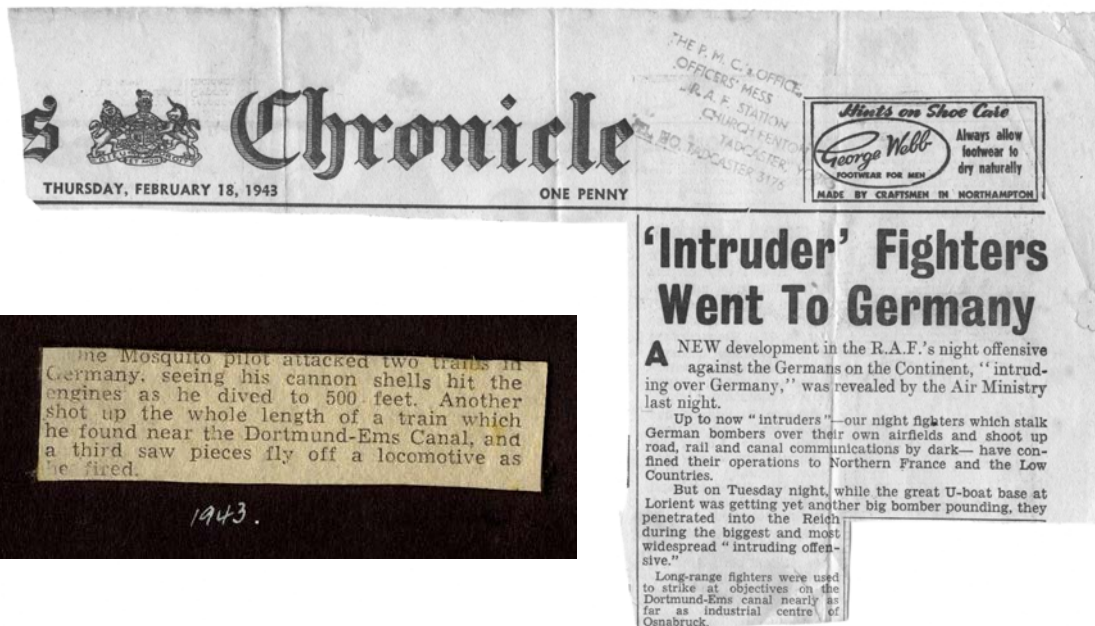 s Chronicle
THURSDAY, FEBRUARY 18, 1943
ONE PENNY
THE P. M. C.'s OFFICE,
OFFICERS' MESS
R. A. F. STATION
CHURCH FENTON
TADCASTER, YORKS
TEL. NO. TADCASTER 3176
Hints on Shoe Care
George Webb
FOOTWEAR FOR MEN
Always allow
footwear to
dry naturally
MADE BY CRAFTSMEN IN NORTHAMPTON
'Intruder' Fighters
Went To Germany
A NEW development in the R.A.F.'s night offensive
against the Germans on the Continent, "intrud-
ing over Germany," was revealed by the Air Ministry
last night.
Up to now "intruders"—our night fighters which stalk
German bombers over their own airfields and shoot up
road, rail and canal communications by dark— have con-
fined their operations to Northern France and the Low
Countries.
But on Tuesday night, while the great U-boat base at
Lorient was getting yet another big bomber pounding, they
penetrated into the Reich
during the biggest and most
widespread "intruding offen-
sive."
Long-range fighters were used
to strike at objectives on the
Dortmund-Ems canal nearly as
far as industrial centre of
Osnabruck.
One Mosquito pilot attacked two trains in
Germany, seeing his cannon shells hit the
engines as he dived to 500 feet. Another
shot up the whole length of a train which
he found near the Dortmund-Ems Canal, and
a third saw pieces fly off a locomotive as
he fired.
1943.